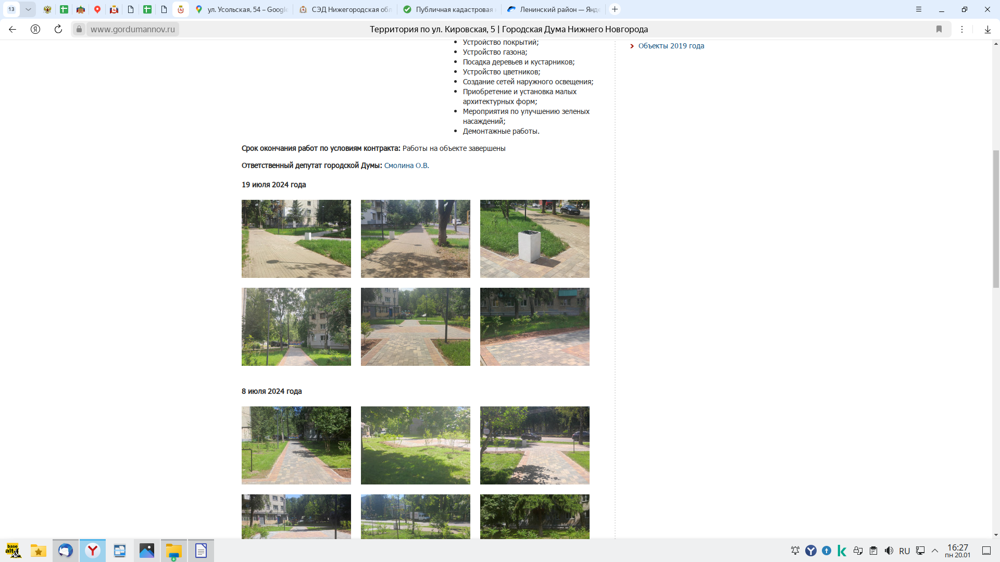 13
ул. Усольская, 54 – Google
СЭД Нижегородская обл
Публичная кадастровая
Ленинский район — Янд
www.gordumannov.ru
Территория по ул. Кировская, 5 | Городская Дума Нижнего Новгорода
Устройство покрытий;
Устройство газона;
Посадка деревьев и кустарников;
Устройство цветников;
Создание сетей наружного освещения;
Приобретение и установка малых
архитектурных форм;
Мероприятия по улучшению зеленых
насаждений;
Демонтажные работы.
Объекты 2019 года
Срок окончания работ по условиям контракта: Работы на объекте завершены
Ответственный депутат городской Думы: Смолина О.В.
19 июля 2024 года
8 июля 2024 года
base
alt
RU
16:27
пн 20.01